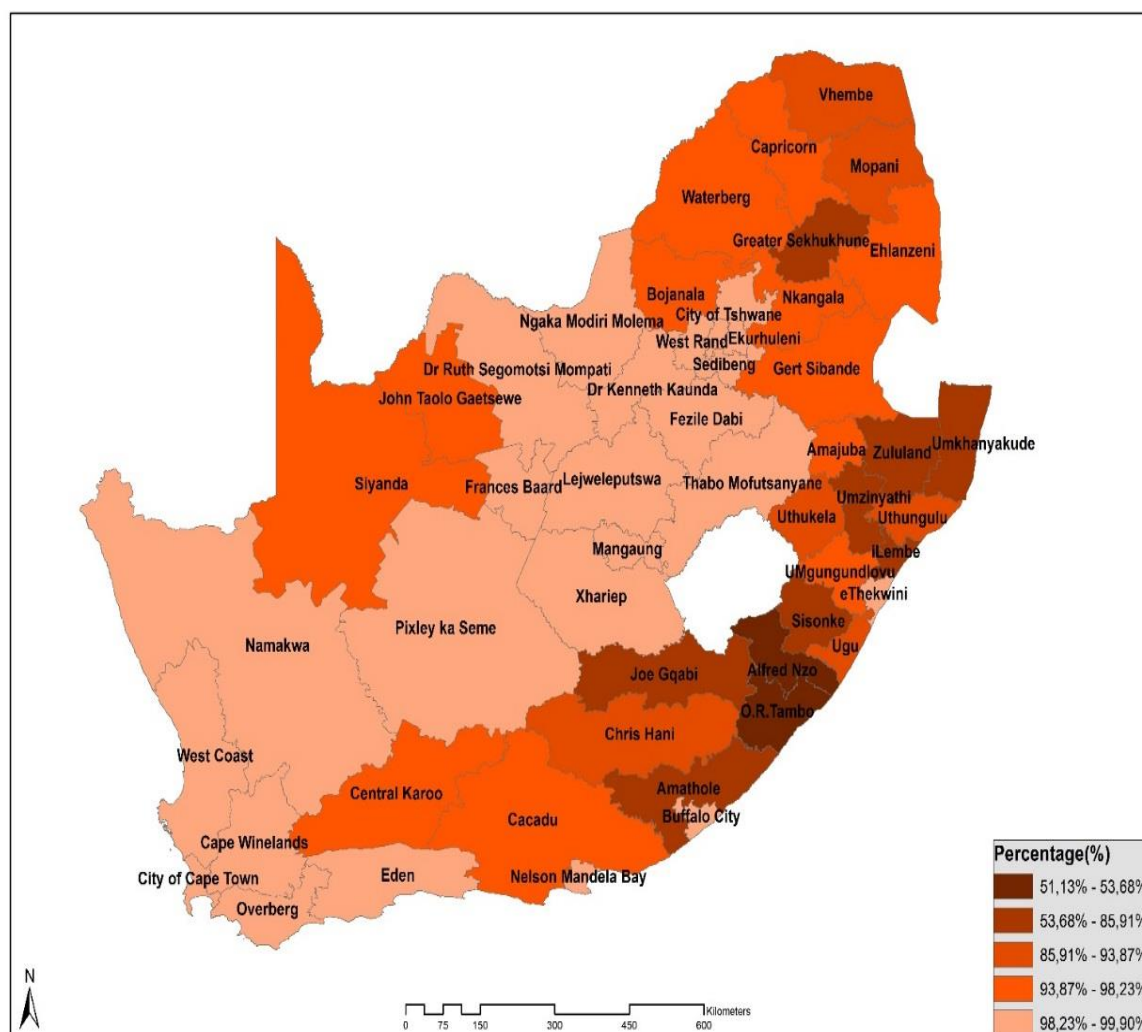 Vhembe
Capricorn
Mopani
Waterberg
Greater Sekhukhune
Ehlanzeni
Bojanala
Nkangala
City of Tshwane
Ngaka Modiri Molema
West Rand
Ekurhuleni
Sedibeng
Dr Ruth Segomotsi Mompati
Gert Sibande
Dr Kenneth Kaunda
John Taolo Gaetsewe
Fezile Dabi
Amajuba
Zululand
Umkhanyakude
Siyanda
Frances Baard
Lejweleputswa
Thabo Mofutsanyane
Umzinyathi
Uthukela
Uthungulu
Mangaung
iLembe
UMgungundlovu
eThekwini
Xhariep
Sisonke
Pixley ka Seme
Namakwa
Ugu
Joe Gqabi
Alfred Nzo
O.R.Tambo
Chris Hani
West Coast
Central Karoo
Amathole
Cacadu
Buffalo City
Cape Winelands
City of Cape Town
Eden
Nelson Mandela Bay
Overberg
Percentage(%)
51,13% - 53,68%
53,68% - 85,91%
85,91% - 93,87%
93,87% - 98,23%
98,23% - 99,90%
N
Kilometers
0 75 150 300 450 600